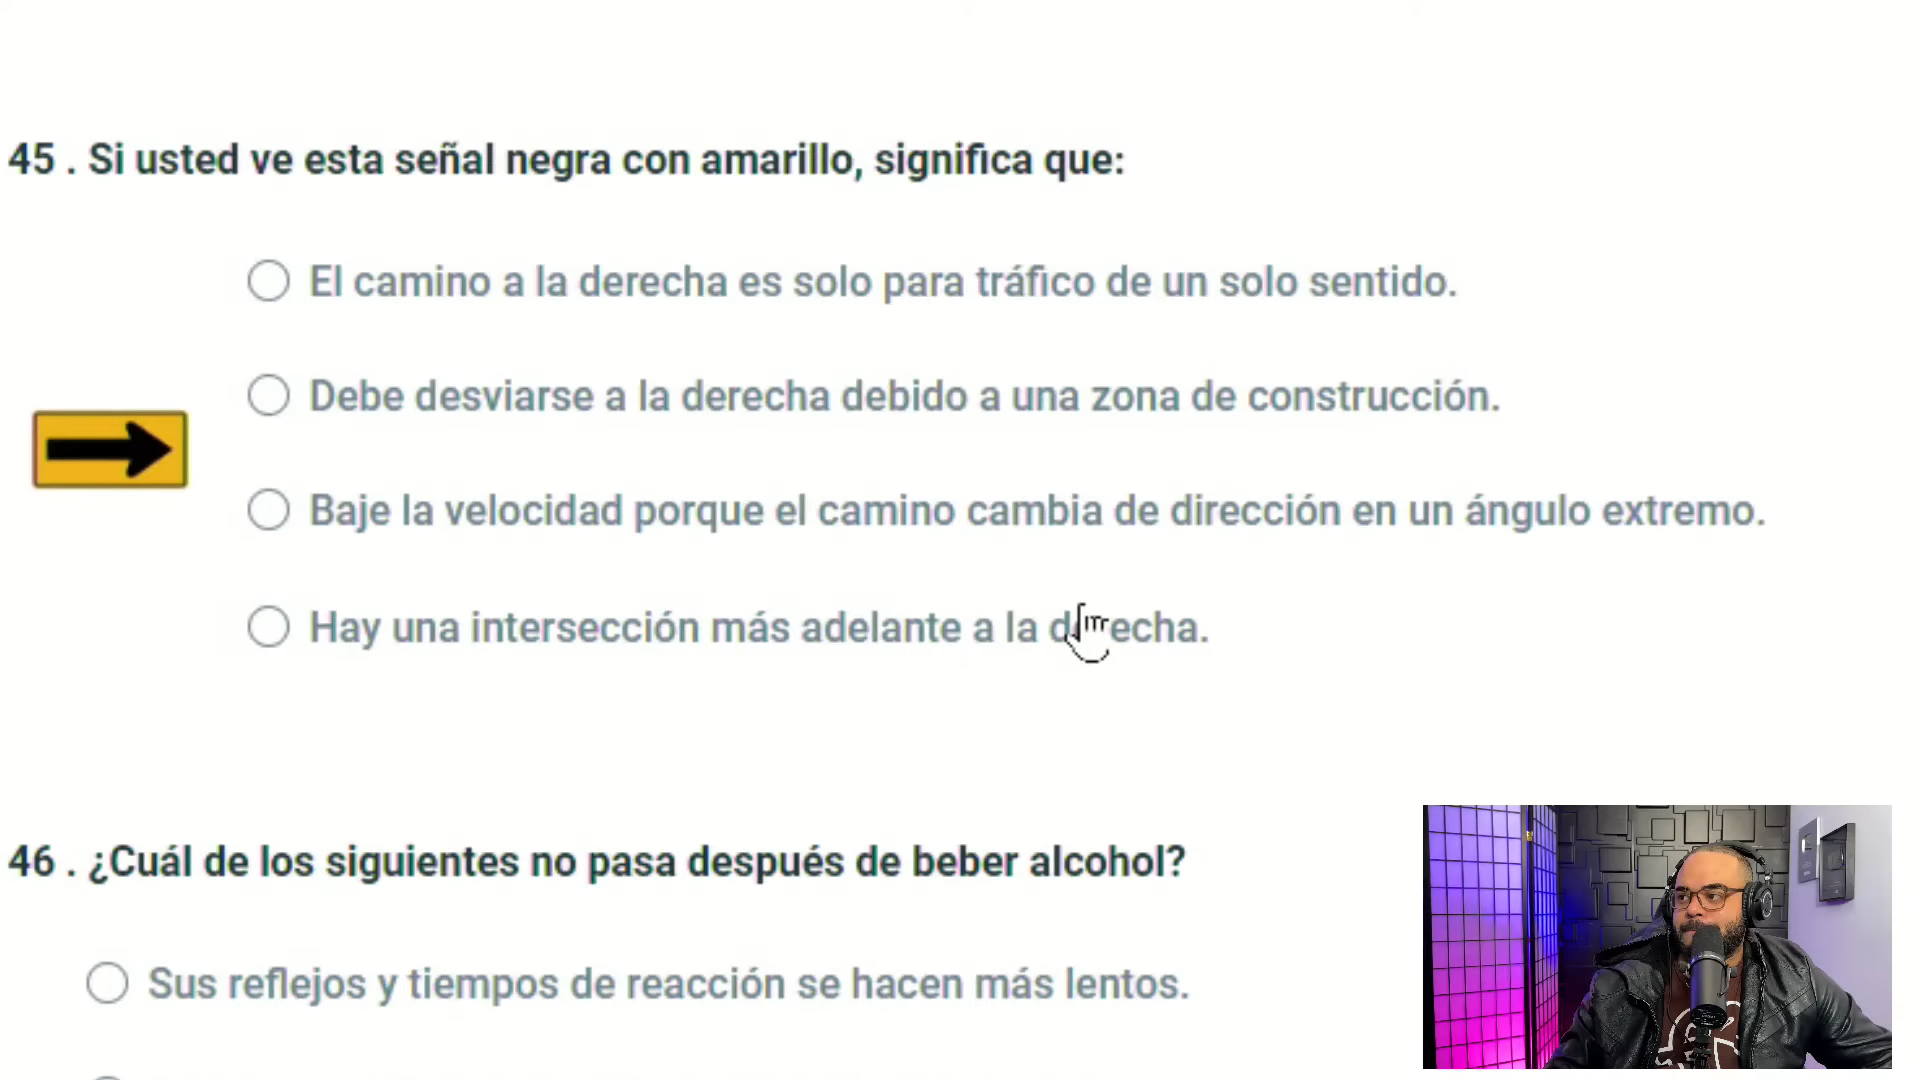 45 . Si usted ve esta señal negra con amarillo, significa que:
El camino a la derecha es solo para tráfico de un solo sentido.
Debe desviarse a la derecha debido a una zona de construcción.
Baje la velocidad porque el camino cambia de dirección en un ángulo extremo.
Hay una intersección más adelante a la derecha.
46 . ¿Cuál de los siguientes no pasa después de beber alcohol?
Sus reflejos y tiempos de reacción se hacen más lentos.